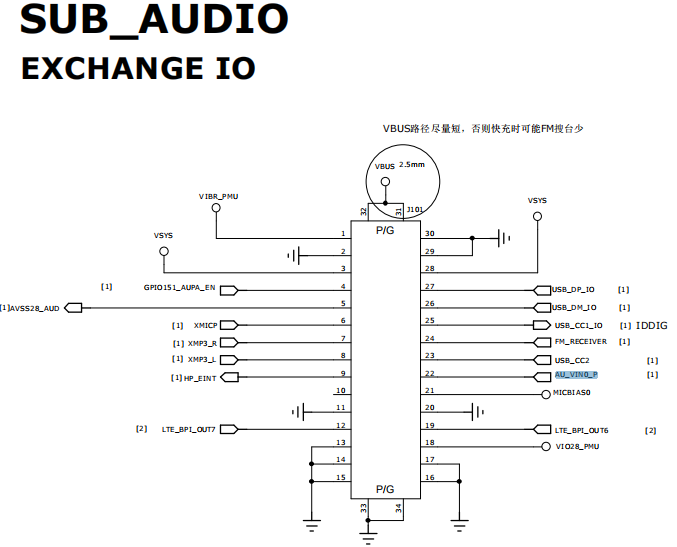 SUB_AUDIO
EXCHANGE IO
VBUS路径尽量短，否则快充时可能FM搜台少
VBUS 2.5mm
VIBR_PMU
VSYS
VSYS
32 31 J101
P/G
1 30
2 29
3 28
[1] GPIO151_AUPA_EN 4 27 USB_DP_IO [1]
[1]AVSS28_AUD 5 26 USB_DM_IO [1]
[1] XMICP 6 25 USB_CC1_IO [1] IDDIG
[1] XMP3_R 7 24 FM_RECEIVER [1]
[1] XMP3_L 8 23 USB_CC2 [1]
[1] HP_EINT 9 22 AU_VIN0_P [1]
10 21 MICBIAS0
11 20
[2] LTE_BPI_OUT7 12 19 LTE_BPI_OUT6 [2]
13 18 VIO28_PMU
14 17
15 16
P/G
33 34